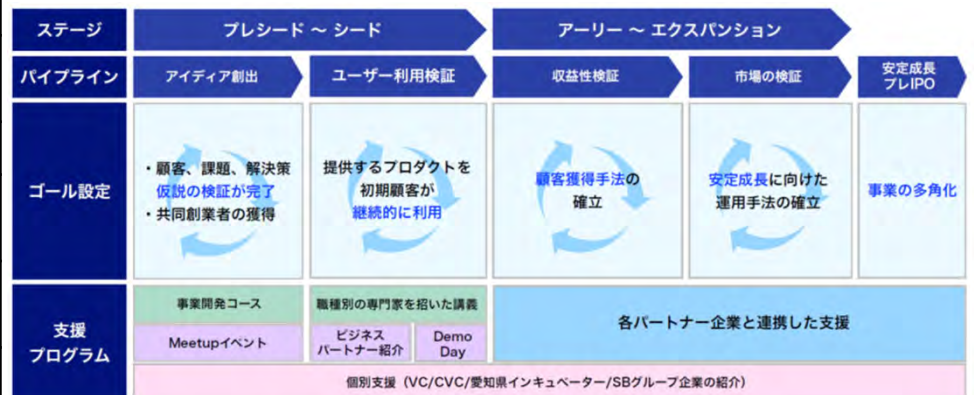 ステージ
プレシード ～ シード
アーリー ～ エクスパンション
パイプライン
アイディア創出
ユーザー利用検証
収益性検証
市場の検証
安定成長
プレIPO
ゴール設定
・顧客、課題、解決策
仮説の検証が完了
・共同創業者の獲得
提供するプロダクトを
初期顧客が
継続的に利用
顧客獲得手法の
確立
安定成長に向けた
運用手法の確立
事業の多角化
支援
プログラム
事業開発コース
職種別の専門家を招いた講義
Meetupイベント
ビジネス
パートナー紹介
Demo
Day
各パートナー企業と連携した支援
個別支援（VC/CVC/愛知県インキュベーター/SBグループ企業の紹介）